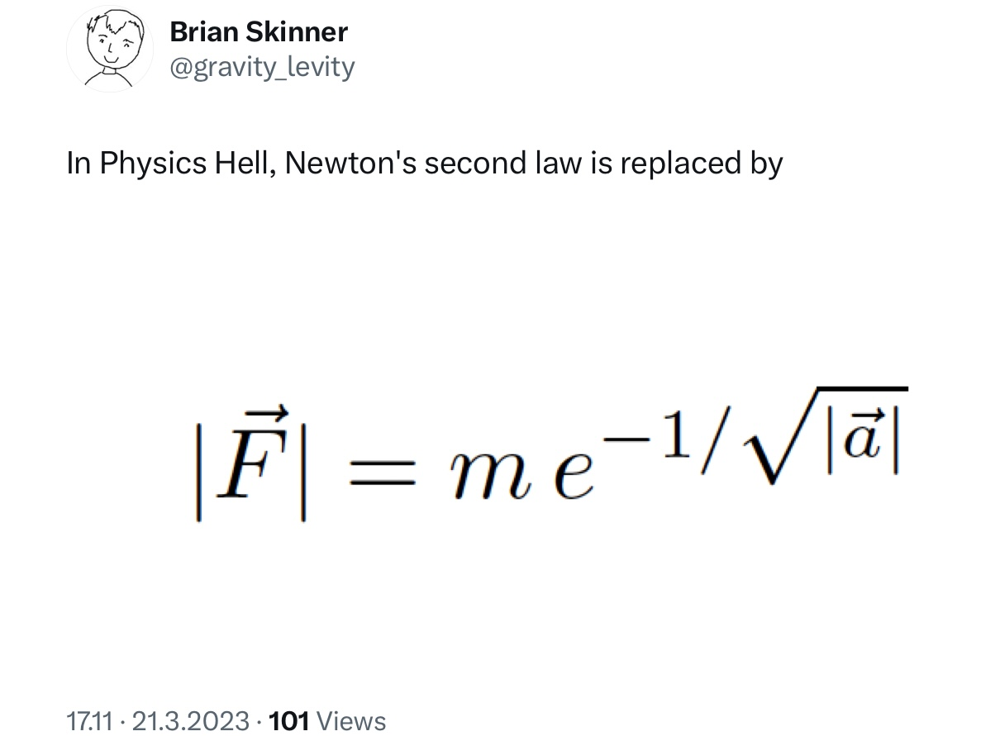 Brian Skinner
@gravity_levity
In Physics Hell, Newton's second law is replaced by
|F⃗| = m e^{−1/√|a⃗|}
17.11 · 21.3.2023 · 101 Views